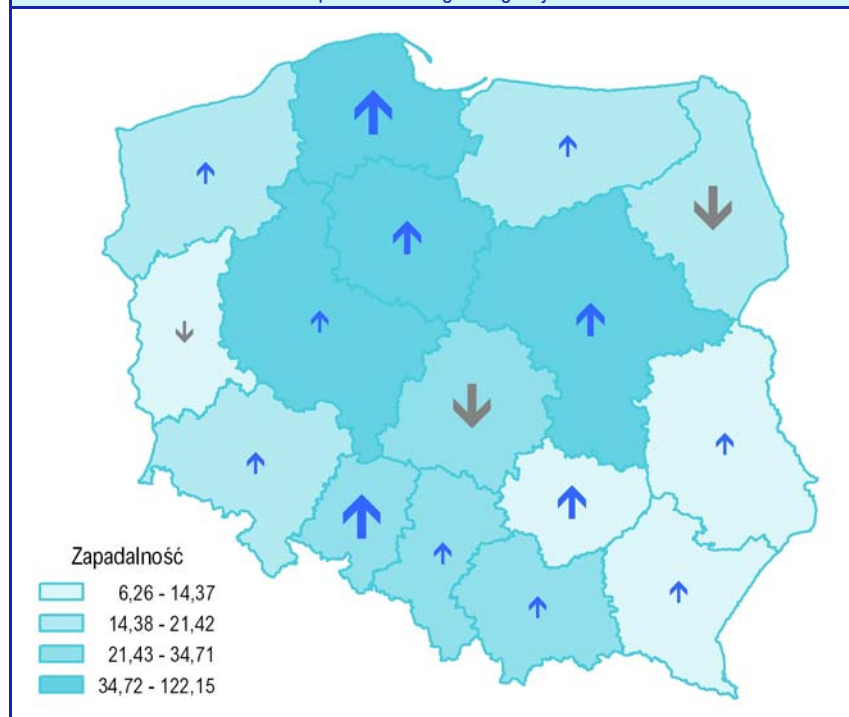 Zapadalność
6,26 - 14,37
14,38 - 21,42
21,43 - 34,71
34,72 - 122,15